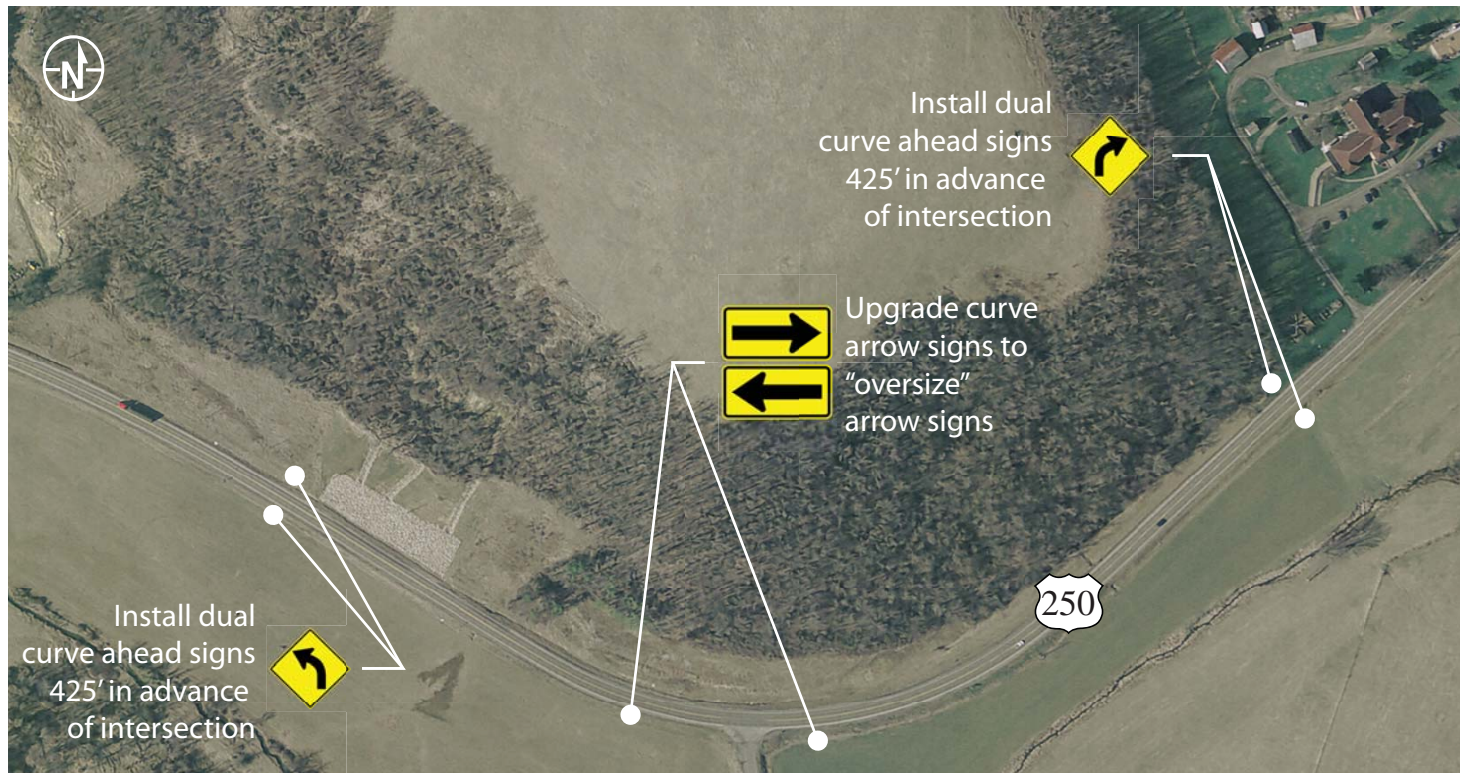 N
Install dual
curve ahead signs
425' in advance
of intersection
Upgrade curve
arrow signs to
“oversize”
arrow signs
250
Install dual
curve ahead signs
425' in advance
of intersection